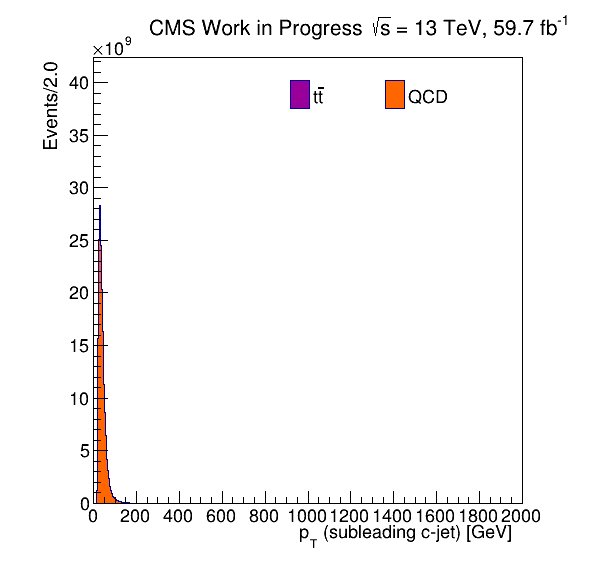 CMS Work in Progress √s = 13 TeV, 59.7 fb⁻¹
×10⁹
Events/2.0
40
35
30
25
20
15
10
5
0
tt̄
QCD
0 200 400 600 800 1000 1200 1400 1600 1800 2000
p_T (subleading c-jet) [GeV]